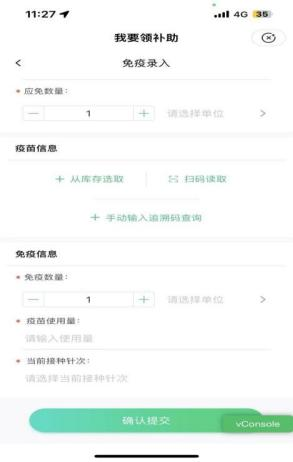 11:27 4G 35
我要领补助
免疫录入
* 应免数量：
— 1 + 请选择单位 >
疫苗信息
+ 从库存选取 扫码读取
+ 手动输入追溯码查询
免疫信息
* 免疫数量：
— 1 + 请选择单位 >
* 疫苗使用量：
请输入使用量
* 当前接种针次：
请选择当前接种针次
确认提交
vConsole